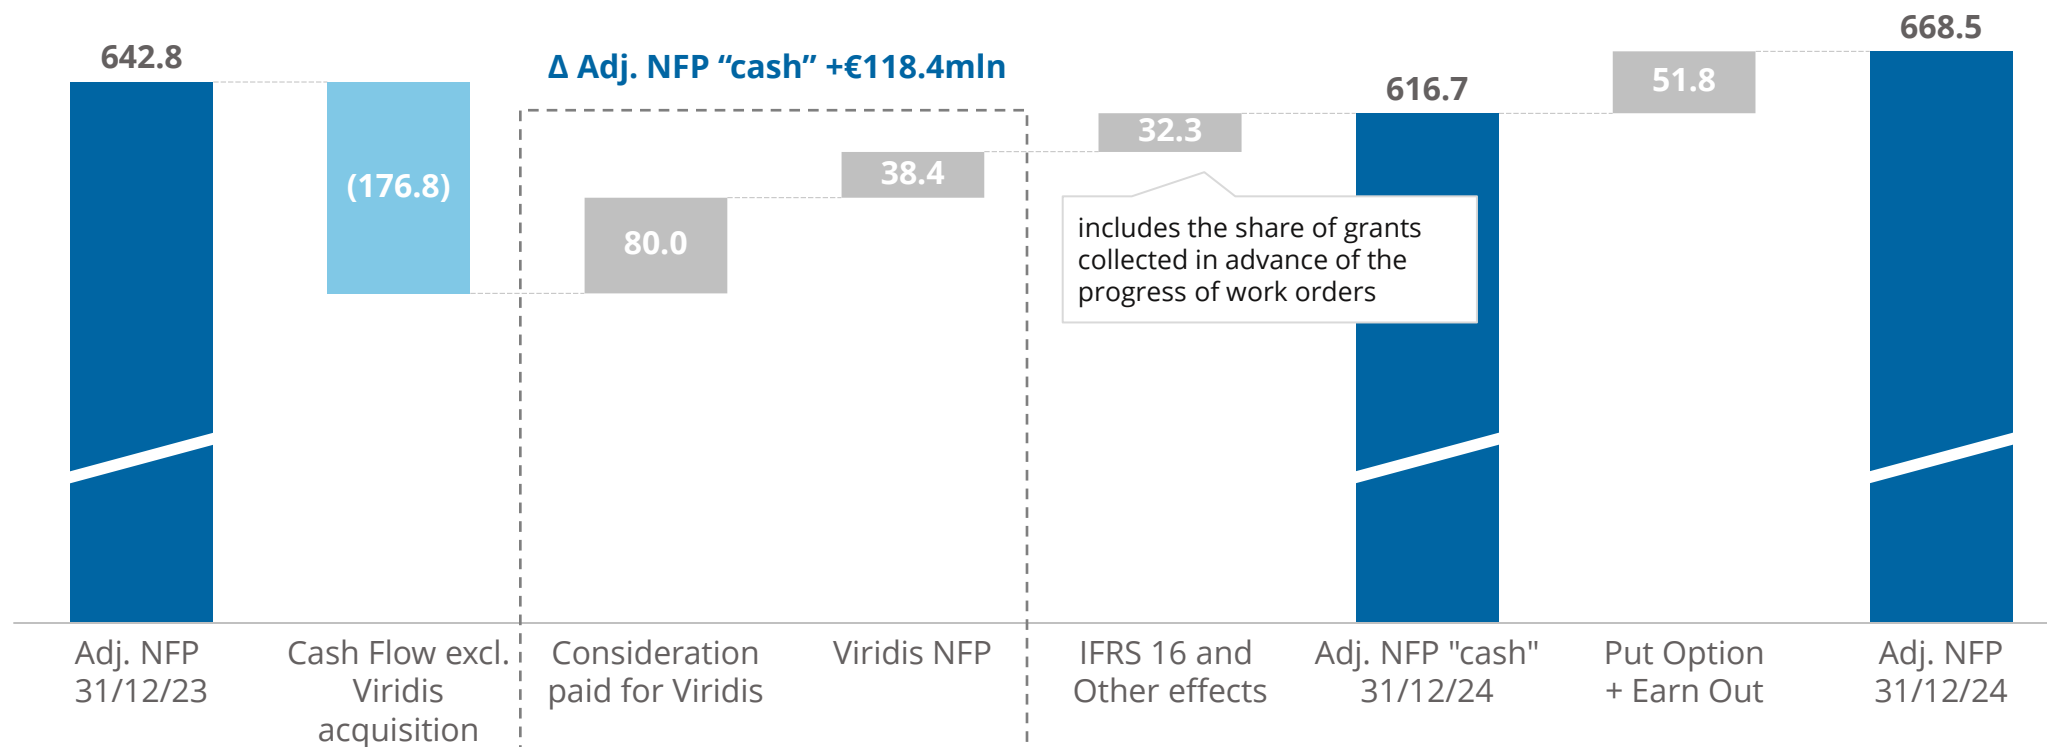 642.8
(176.8)
Δ Adj. NFP “cash” +€118.4mln
80.0
38.4
32.3
includes the share of grants
collected in advance of the
progress of work orders
616.7
51.8
668.5
Adj. NFP
31/12/23
Cash Flow excl.
Viridis
acquisition
Consideration
paid for Viridis
Viridis NFP
IFRS 16 and
Other effects
Adj. NFP "cash"
31/12/24
Put Option
+ Earn Out
Adj. NFP
31/12/24